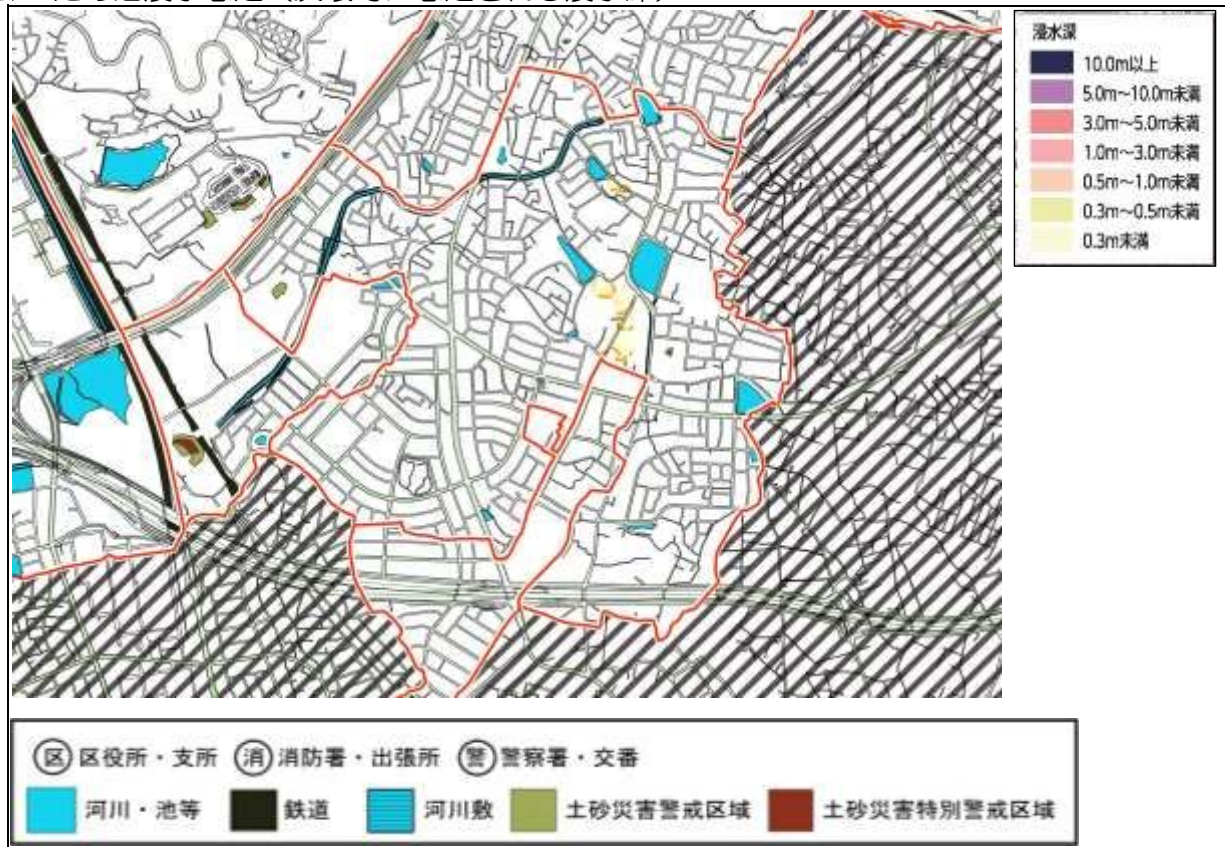 浸水深
10.0m以上
5.0m～10.0m未満
3.0m～5.0m未満
1.0m～3.0m未満
0.5m～1.0m未満
0.3m～0.5m未満
0.3m未満
区 区役所・支所 消 消防署・出張所 警 警察署・交番
河川・池等 鉄道 河川敷 土砂災害警戒区域 土砂災害特別警戒区域